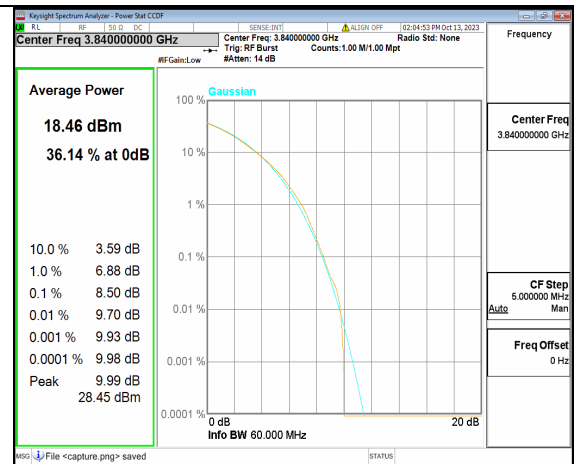 Keysight Spectrum Analyzer - Power Stat CCDF
RL RF 50 Ω DC SENSE:INT ALIGN OFF 02:04:53 PM Oct 13, 2023
Center Freq 3.840000000 GHz
Center Freq: 3.840000000 GHz Radio Std: None
Trig: RF Burst Counts:1.00 M/1.00 Mpt
#IFGain:Low #Atten: 14 dB
Frequency
Average Power
18.46 dBm
36.14 % at 0dB
10.0 % 3.59 dB
1.0 % 6.88 dB
0.1 % 8.50 dB
0.01 % 9.70 dB
0.001 % 9.93 dB
0.0001 % 9.98 dB
Peak 9.99 dB
28.45 dBm
Gaussian
100 %
10 %
1 %
0.1 %
0.01 %
0.001 %
0.0001 %
0 dB 20 dB
Info BW 60.000 MHz
Center Freq
3.840000000 GHz
CF Step
5.000000 MHz
Auto Man
Freq Offset
0 Hz
MSG File <capture.png> saved STATUS